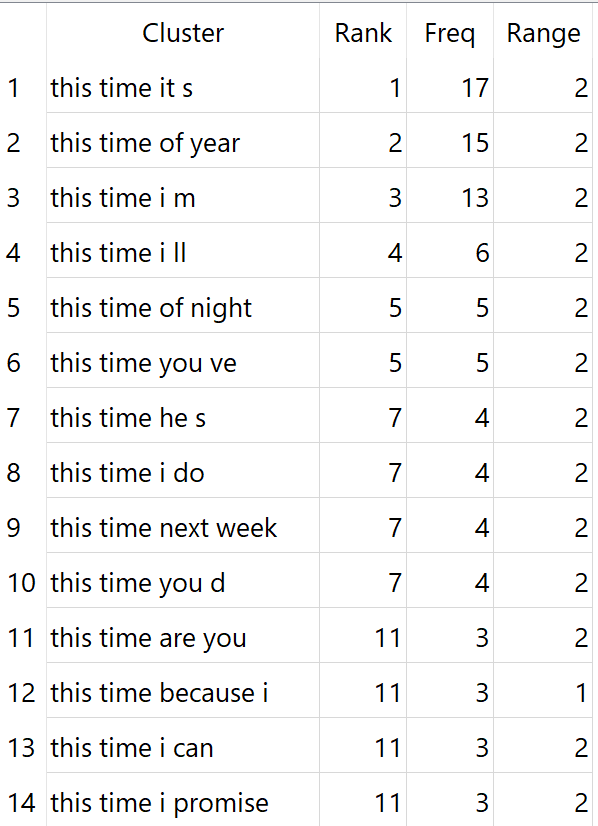 Cluster Rank Freq Range
1 this time it s 1 17 2
2 this time of year 2 15 2
3 this time i m 3 13 2
4 this time i ll 4 6 2
5 this time of night 5 5 2
6 this time you ve 5 5 2
7 this time he s 7 4 2
8 this time i do 7 4 2
9 this time next week 7 4 2
10 this time you d 7 4 2
11 this time are you 11 3 2
12 this time because i 11 3 1
13 this time i can 11 3 2
14 this time i promise 11 3 2